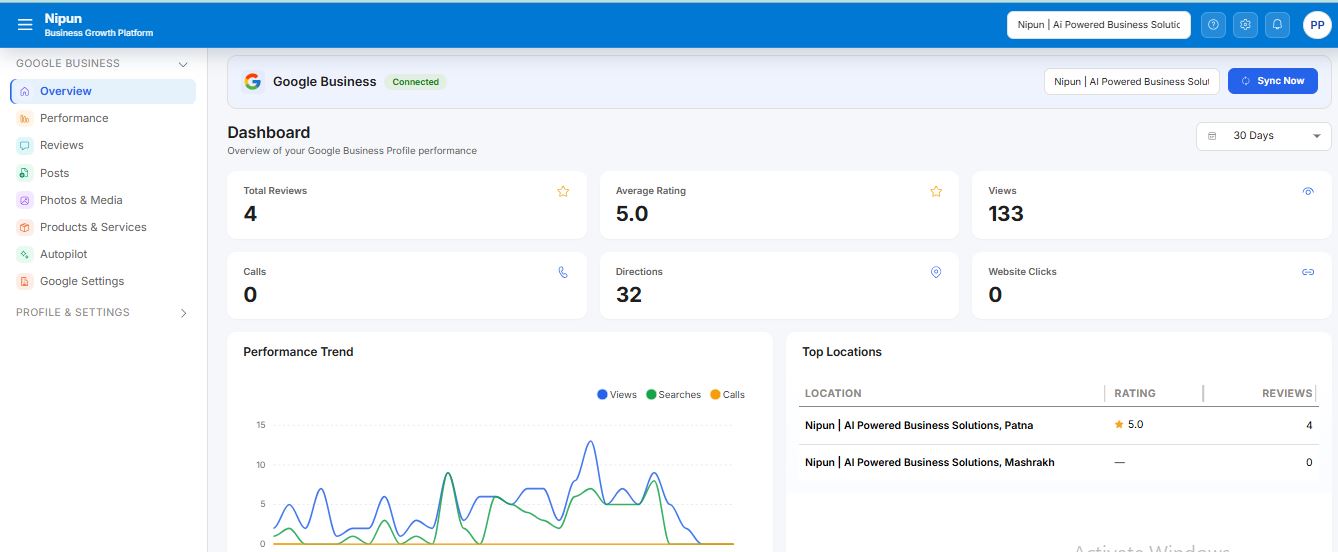 Nipun
Business Growth Platform
Nipun | Ai Powered Business Solutic
PP
GOOGLE BUSINESS
Overview
Performance
Reviews
Posts
Photos & Media
Products & Services
Autopilot
Google Settings
PROFILE & SETTINGS
Google Business Connected
Nipun | AI Powered Business Solut
Sync Now
Dashboard
Overview of your Google Business Profile performance
30 Days
Total Reviews
4
Average Rating
5.0
Views
133
Calls
0
Directions
32
Website Clicks
0
Performance Trend
Views Searches Calls
15
10
5
0
Top Locations
LOCATION RATING REVIEWS
Nipun | AI Powered Business Solutions, Patna 5.0 4
Nipun | AI Powered Business Solutions, Mashrakh — 0
Activate Windows